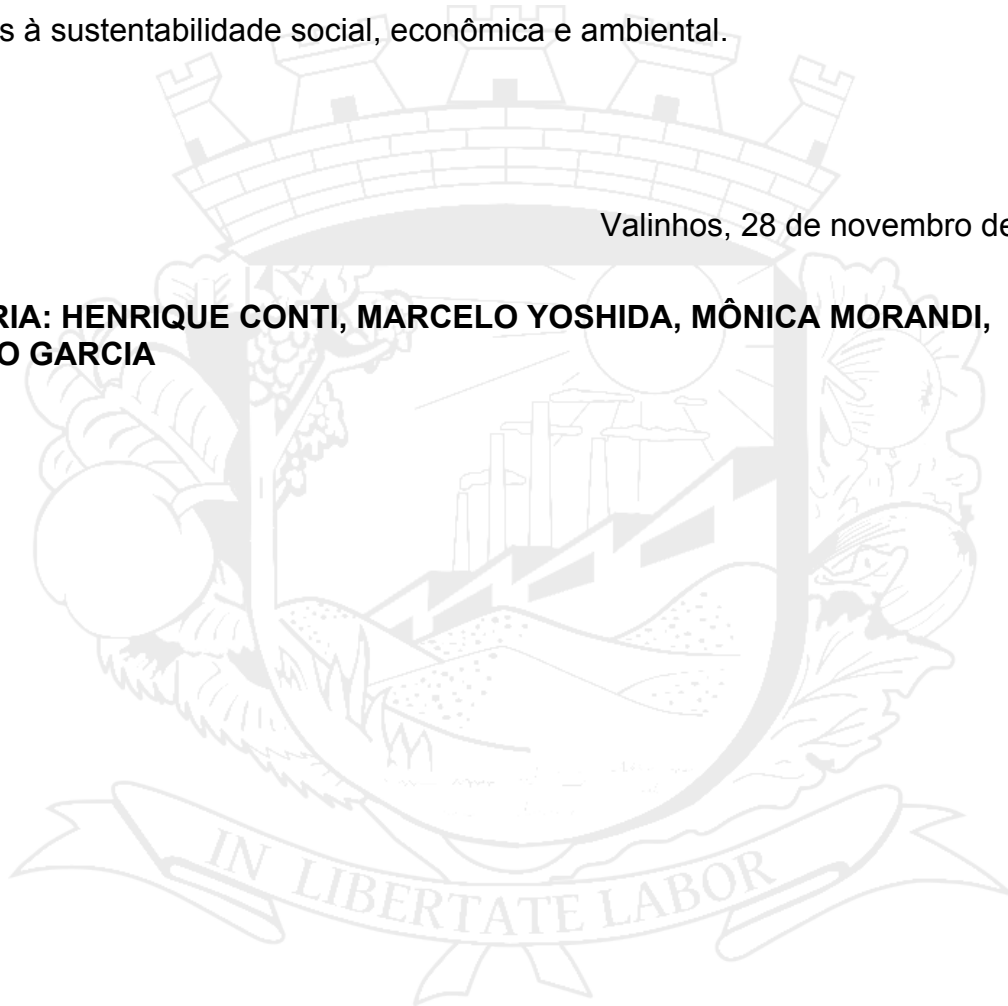 s à sustentabilidade social, econômica e ambiental.
Valinhos, 28 de novembro de
RIA: HENRIQUE CONTI, MARCELO YOSHIDA, MÔNICA MORANDI,
O GARCIA
IN LIBERTATE LABOR